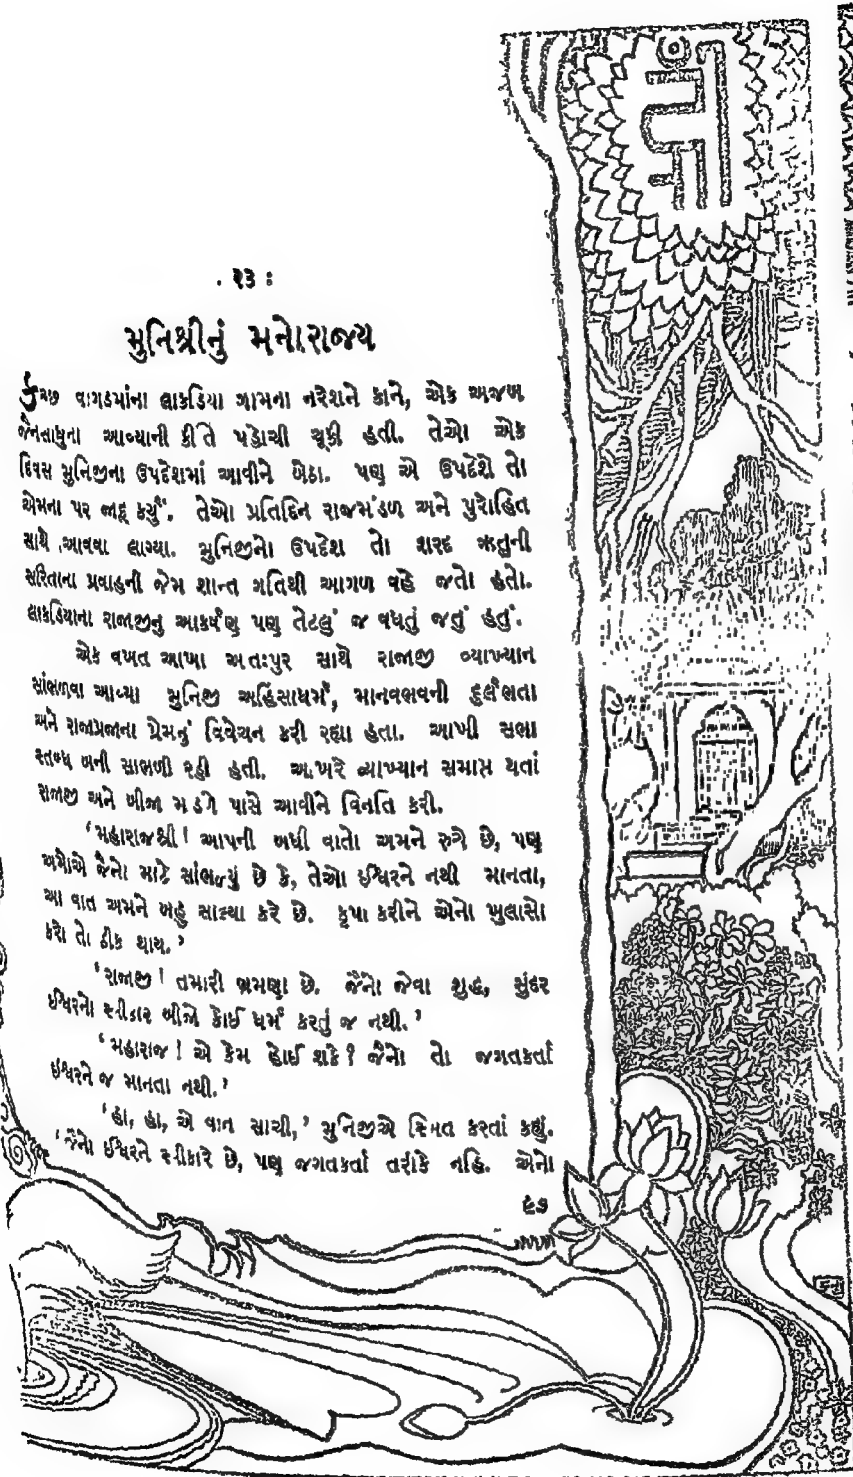 : ૧૩ :
મુનિશ્રીનું મનોરાજ્ય
કચ્છ વાગડમાંના લાકડિયા ગામના નરેશને કાને, એક અજબ
જૈનસાધુના આવ્યાની કીર્તિ પહોચી ચૂકી હતી. તેઓ એક
દિવસ મુનિજીના ઉપદેશમાં આવીને બેઠા. પણ એ ઉપદેશે તો
એમના પર જાદૂ કર્યું. તેઓ પ્રતિદિન રાજમંડળ અને પુરોહિત
સાથે આવવા લાગ્યા. મુનિજીનો ઉપદેશ તો શરદ ઋતુની
સરિતાના પ્રવાહની જેમ શાન્ત ગતિથી આગળ વહે જતો હતો.
લાકડિયાના રાજાજીનુ આકર્ષણ પણ તેટલું જ વધતું જતું હતું.
એક વખત આખા અતઃપુર સાથે રાજાજી વ્યાખ્યાન
સાંભળવા આવ્યા મુનિજી અહિંસાધર્મ, માનવભવની દુર્લભતા
અને રાજાપ્રજાના પ્રેમનું વિવેચન કરી રહ્યા હતા. આખી સભા
સ્તબ્ધ બની સાભળી રહી હતી. આખરે વ્યાખ્યાન સમાપ્ત થતાં
રાજાજી અને બીજા મડળે પાસે આવીને વિનતિ કરી.
‘મહારાજશ્રી! આપની બધી વાતો અમને રુચે છે, પણ
અમોએ જૈનો માટે સાંભળ્યું છે કે, તેઓ ઈશ્વરને નથી માનતા,
આ વાત અમને બહું સાલ્યા કરે છે. કૃપા કરીને એનો ખુલાસો
કરો તો ઠીક થાય.’
‘રાજાજી! તમારી ભ્રમણા છે. જૈનો જેવા શુદ્ધ, સુંદર
ઈશ્વરનો સ્વીકાર બીજો કોઈ ધર્મ કરતું જ નથી.’
‘મહારાજ! એ કેમ હોઈ શકે? જૈનો તો જગતકર્તા
ઈશ્વરને જ માનતા નથી.’
‘હા, હા, એ વાત સાચી,’ મુનિજીએ સ્મિત કરતાં કહ્યું.
‘જૈનો ઈશ્વરને સ્વીકારે છે, પણ જગતકર્તા તરીકે નહિ. એનો
૯૭